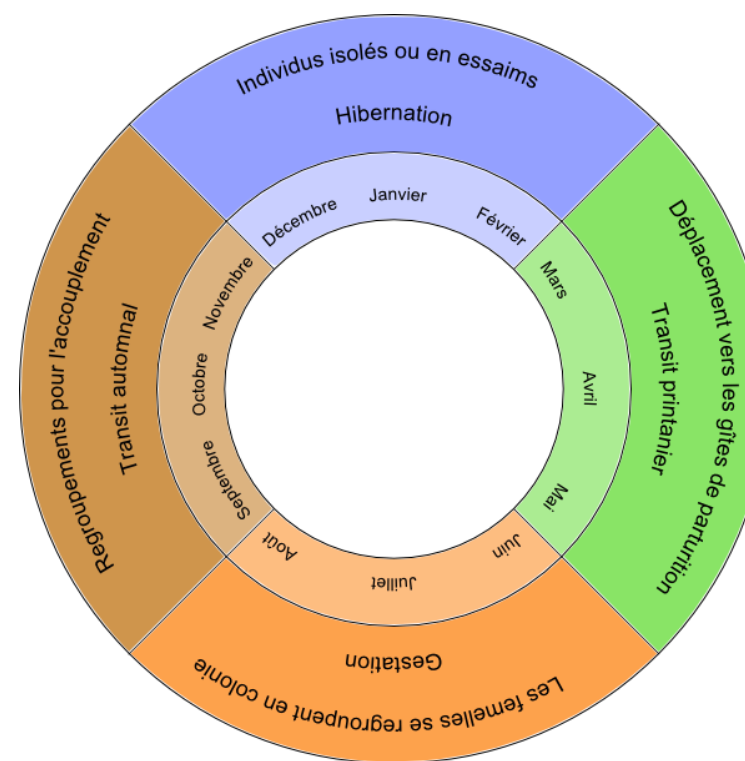 Individus isolés ou en essaims
Hibernation
Janvier
Février
Mars
Avril
Mai
Juin
Juillet
Août
Septembre
Octobre
Novembre
Décembre
Déplacement vers les gîtes de parturition
Transit printanier
Gestation
Les femelles se regroupent en colonie
Regroupements pour l'accouplement
Transit automnal